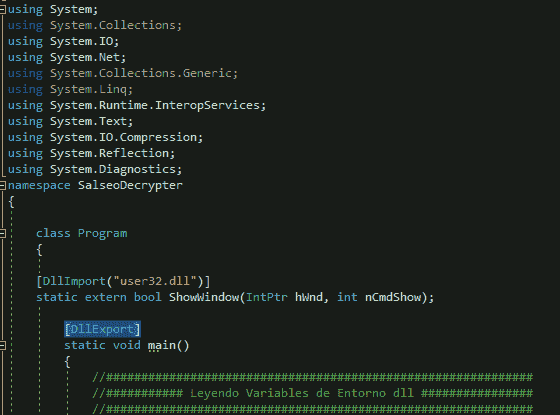 using System;
using System.Collections;
using System.IO;
using System.Net;
using System.Collections.Generic;
using System.Linq;
using System.Runtime.InteropServices;
using System.Text;
using System.IO.Compression;
using System.Reflection;
using System.Diagnostics;
namespace SalseoDecrypter
{
class Program
{
[DllImport("user32.dll")]
static extern bool ShowWindow(IntPtr hWnd, int nCmdShow);
[DllExport]
static void main()
{
//#############################################################
//########### Leyendo Variables de Entorno dll ################
//#############################################################